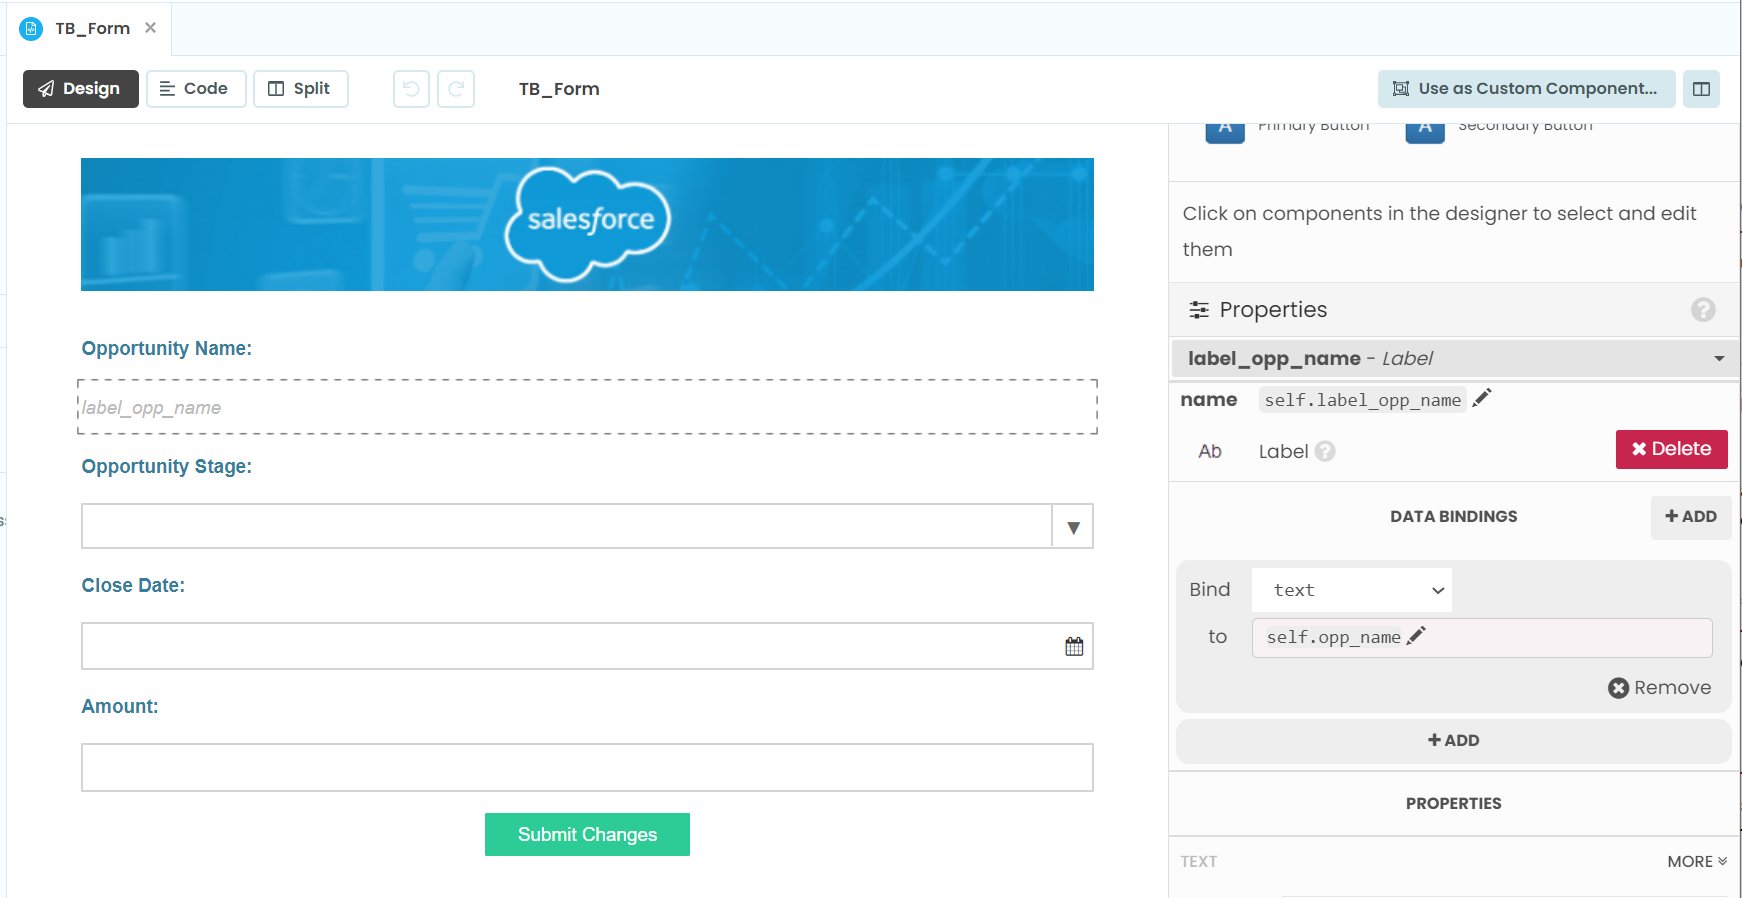 TB_Form
Design
Code
Split
TB_Form
Use as Custom Component...
A
Primary Button
A
Secondary Button
salesforce
Click on components in the designer to select and edit
them
Properties
?
label_opp_name - Label
name
self.label_opp_name
Ab
Label
?
Delete
DATA BINDINGS
+ ADD
Bind
text
to
self.opp_name
Remove
+ ADD
PROPERTIES
TEXT
MORE
Opportunity Name:
label_opp_name
Opportunity Stage:
Close Date:
Amount:
Submit Changes